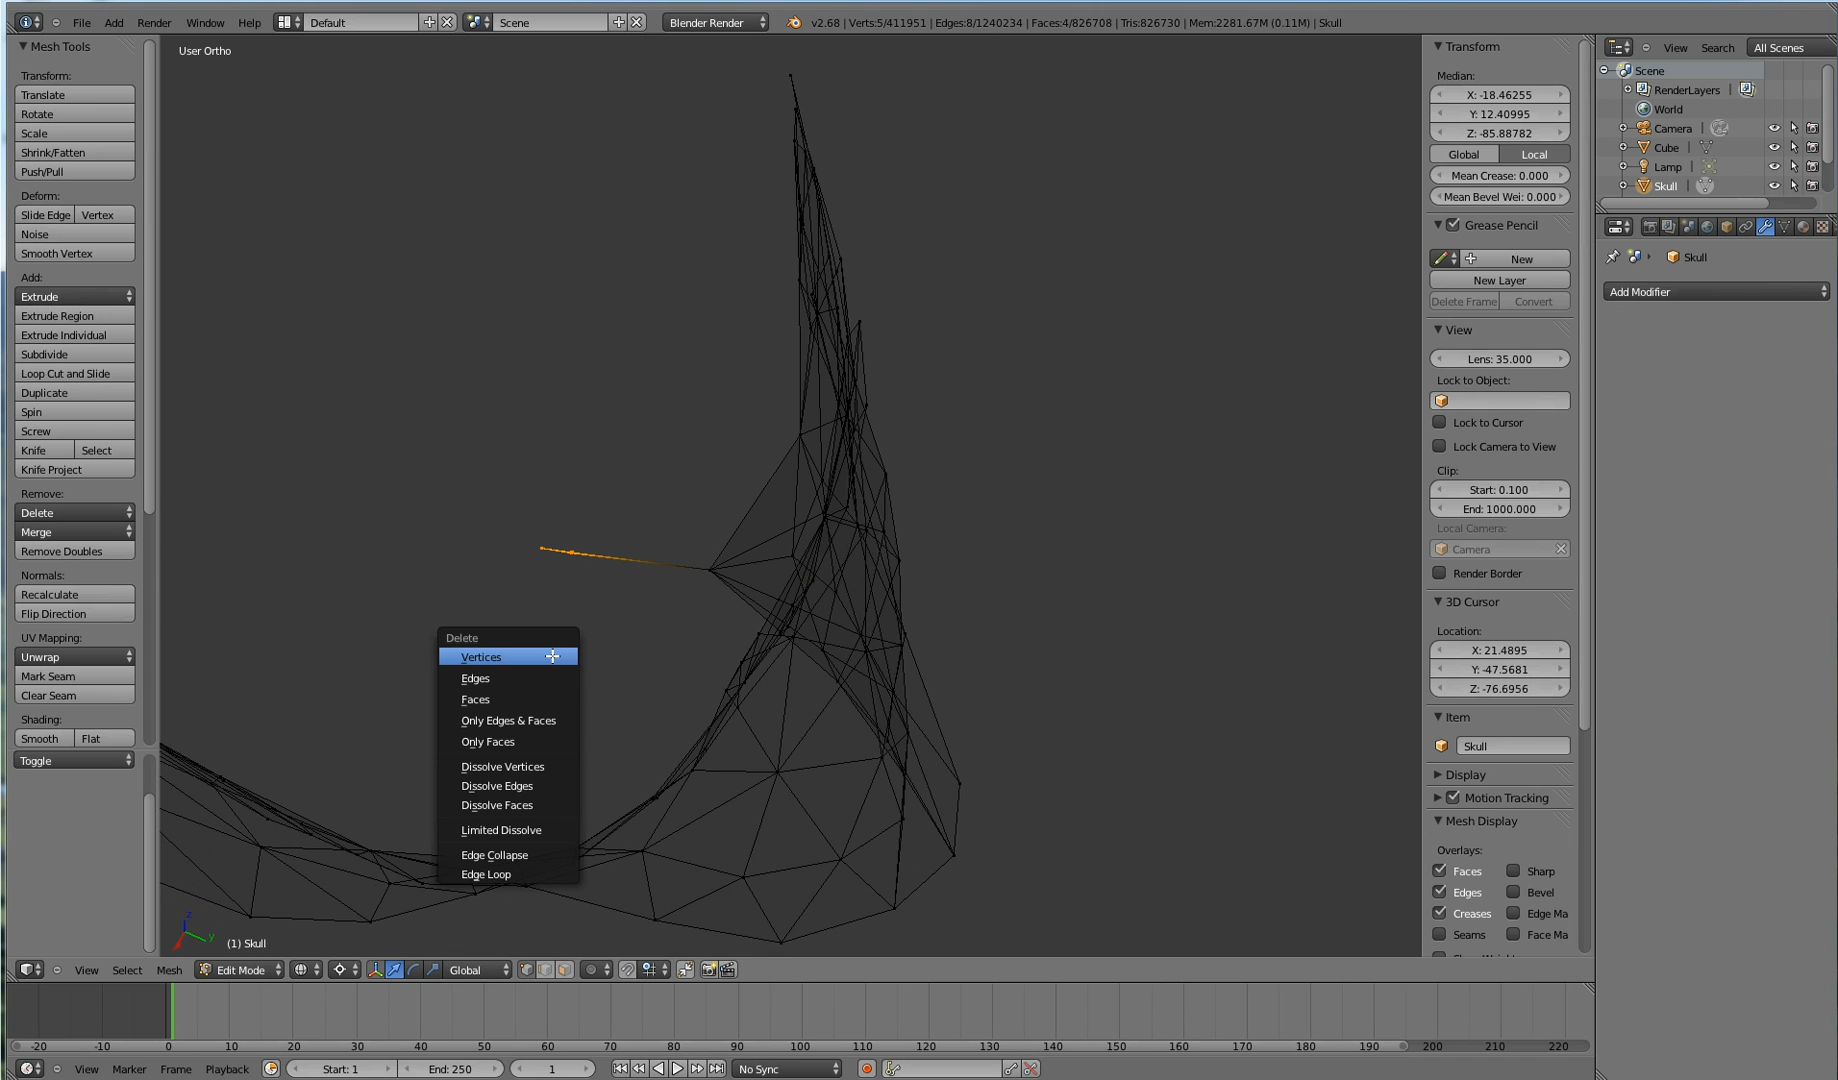 File Add Render Window Help Default Scene Blender Render v2.68 | Verts:5/411951 | Edges:8/1240234 | Faces:4/826708 | Tris:826730 | Mem:2281.67M (0.11M) | Skull
Mesh Tools
Transform:
Translate
Rotate
Scale
Shrink/Fatten
Push/Pull
Deform:
Slide Edge Vertex
Noise
Smooth Vertex
Add:
Extrude
Extrude Region
Extrude Individual
Subdivide
Loop Cut and Slide
Duplicate
Spin
Screw
Knife Select
Knife Project
Remove:
Delete
Merge
Remove Doubles
Normals:
Recalculate
Flip Direction
UV Mapping:
Unwrap
Mark Seam
Clear Seam
Shading:
Smooth Flat
Toggle
User Ortho
Delete
Vertices
Edges
Faces
Only Edges & Faces
Only Faces
Dissolve Vertices
Dissolve Edges
Dissolve Faces
Limited Dissolve
Edge Collapse
Edge Loop
z
y
(1) Skull
Transform
Median:
X: -18.46255
Y: 12.40995
Z: -85.88782
Global Local
Mean Crease: 0.000
Mean Bevel Wei: 0.000
Grease Pencil
New
New Layer
Delete Frame Convert
View
Lens: 35.000
Lock to Object:
Lock to Cursor
Lock Camera to View
Clip:
Start: 0.100
End: 1000.000
Local Camera:
Camera
Render Border
3D Cursor
Location:
X: 21.4895
Y: -47.5681
Z: -76.6956
Item
Skull
Display
Motion Tracking
Mesh Display
Overlays:
Faces Sharp
Edges Bevel
Creases Edge Ma
Seams Face Ma
View Search All Scenes
Scene
RenderLayers
World
Camera
Cube
Lamp
Skull
Skull
Add Modifier
View Select Mesh Edit Mode Global
-20 -10 0 10 20 30 40 50 60 70 80 90 100 110 120 130 140 150 160 170 180 190 200 210 220
View Marker Frame Playback Start: 1 End: 250 1 No Sync